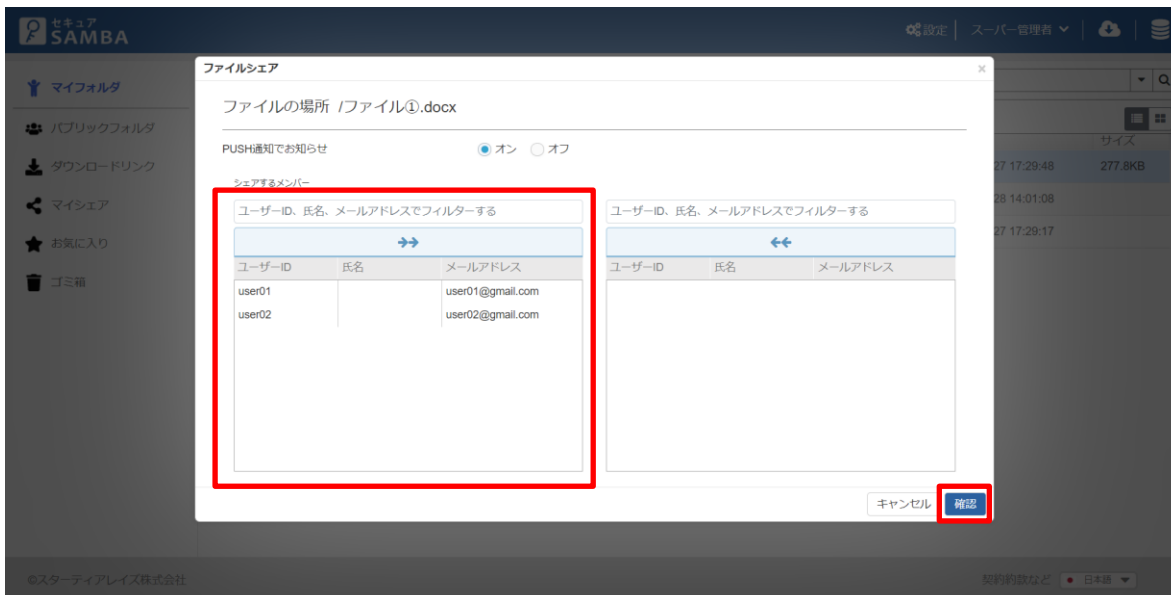 セキュア
SAMBA
設定
スーパー管理者
マイフォルダ
パブリックフォルダ
ダウンロードリンク
マイシェア
お気に入り
ゴミ箱
ファイルシェア
×
ファイルの場所 /ファイル①.docx
PUSH通知でお知らせ
オン
オフ
シェアするメンバー
ユーザーID、氏名、メールアドレスでフィルターする
ユーザーID 氏名 メールアドレス
user01 user01@gmail.com
user02 user02@gmail.com
ユーザーID、氏名、メールアドレスでフィルターする
ユーザーID 氏名 メールアドレス
キャンセル
確認
サイズ
27 17:29:48 277.8KB
28 14:01:08
27 17:29:17
©スターティアレイズ株式会社
契約約款など
日本語